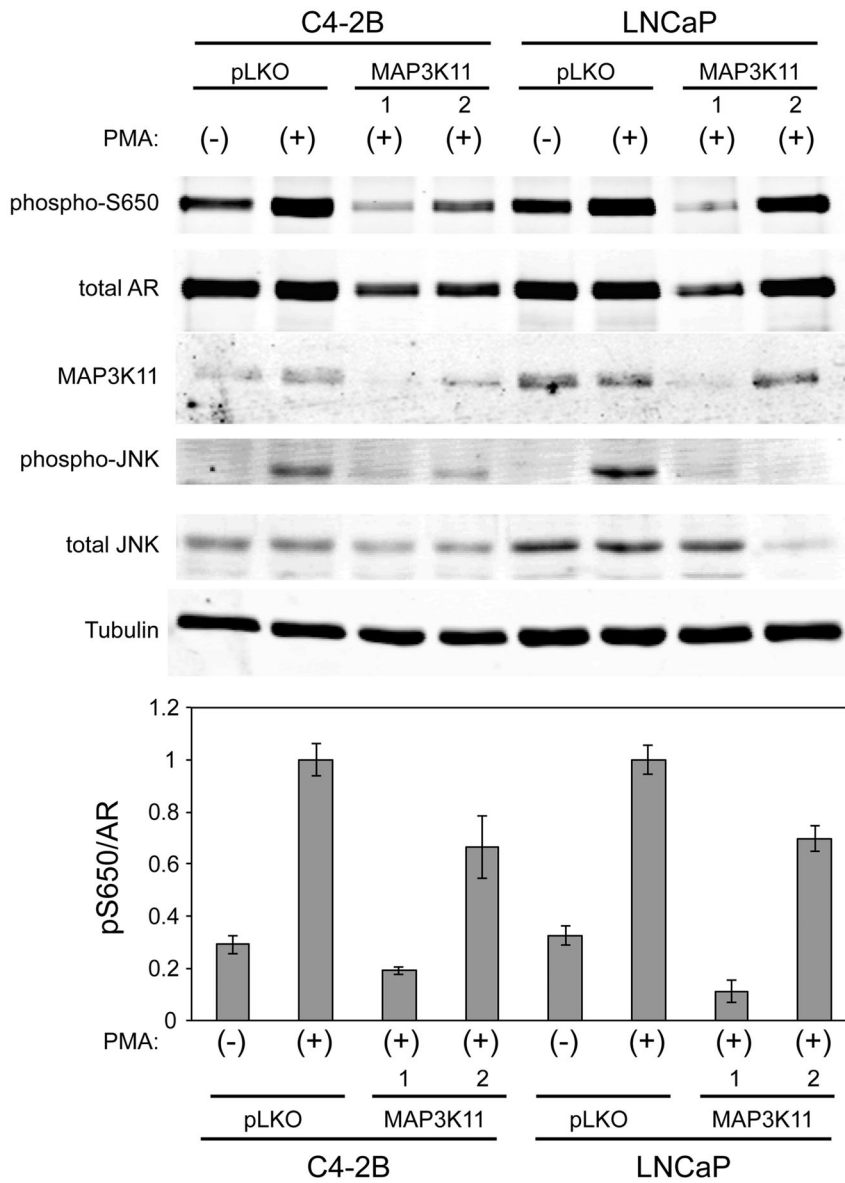 C4-2B LNCaP
pLKO MAP3K11 pLKO MAP3K11
1 2 1 2
PMA: (-) (+) (+) (+) (-) (+) (+) (+)
phospho-S650
total AR
MAP3K11
phospho-JNK
total JNK
Tubulin
1.2
1
0.8
0.6
0.4
0.2
0
pS650/AR
PMA: (-) (+) (+) (+) (-) (+) (+) (+)
1 2 1 2
pLKO MAP3K11 pLKO MAP3K11
C4-2B LNCaP